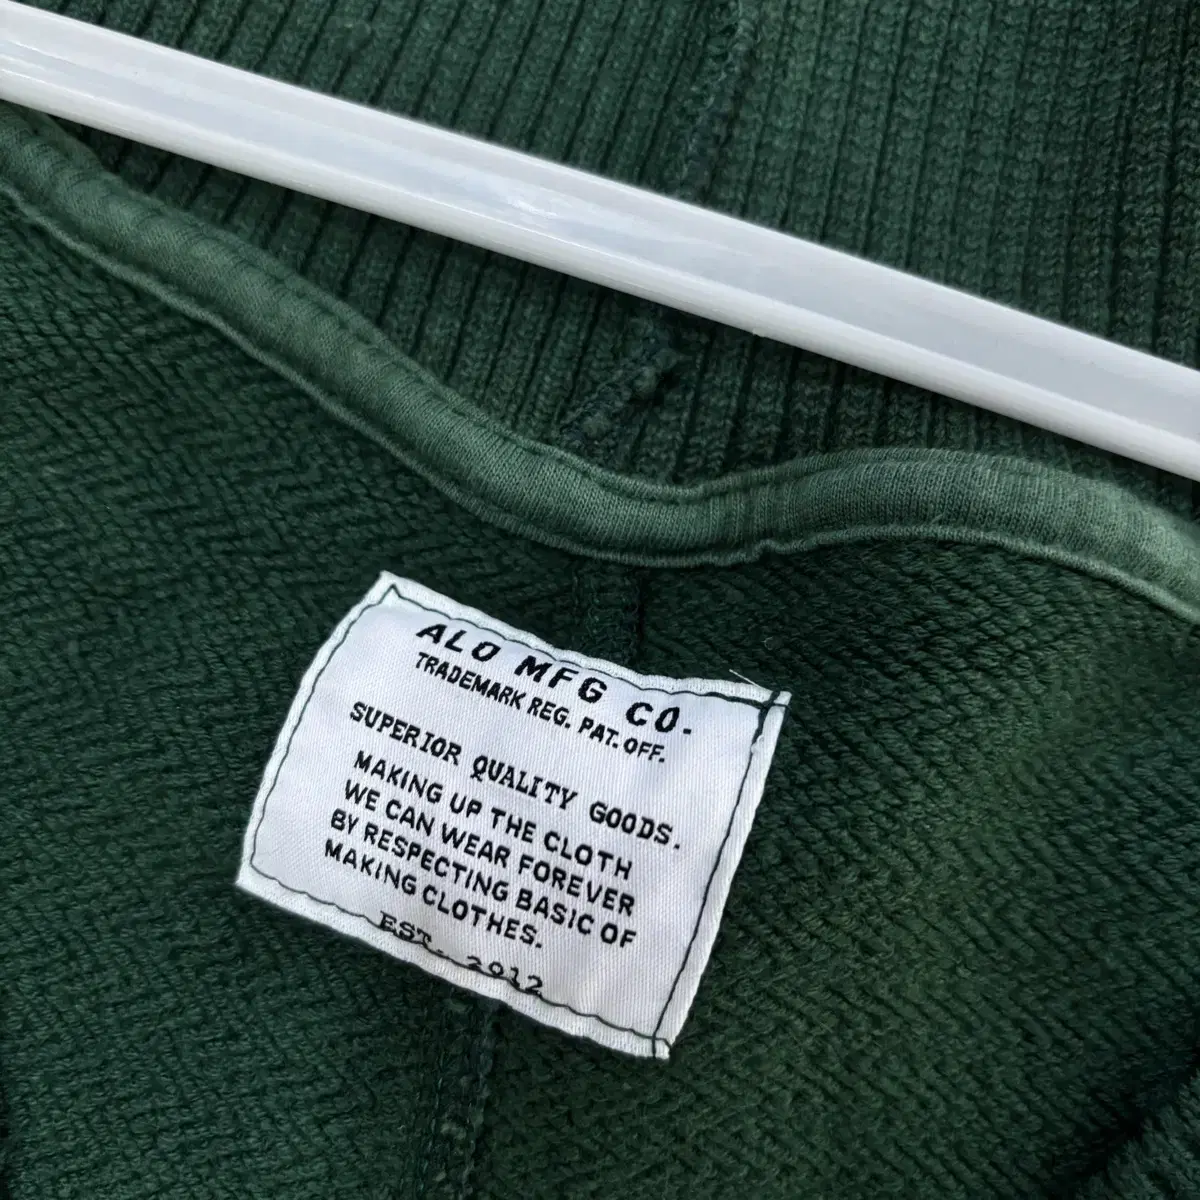 ALO MFG CO.
TRADEMARK REG. PAT. OFF.
SUPERIOR QUALITY GOODS.
MAKING UP THE CLOTH
WE CAN WEAR FOREVER
BY RESPECTING BASIC OF
MAKING CLOTHES.
EST. 2012